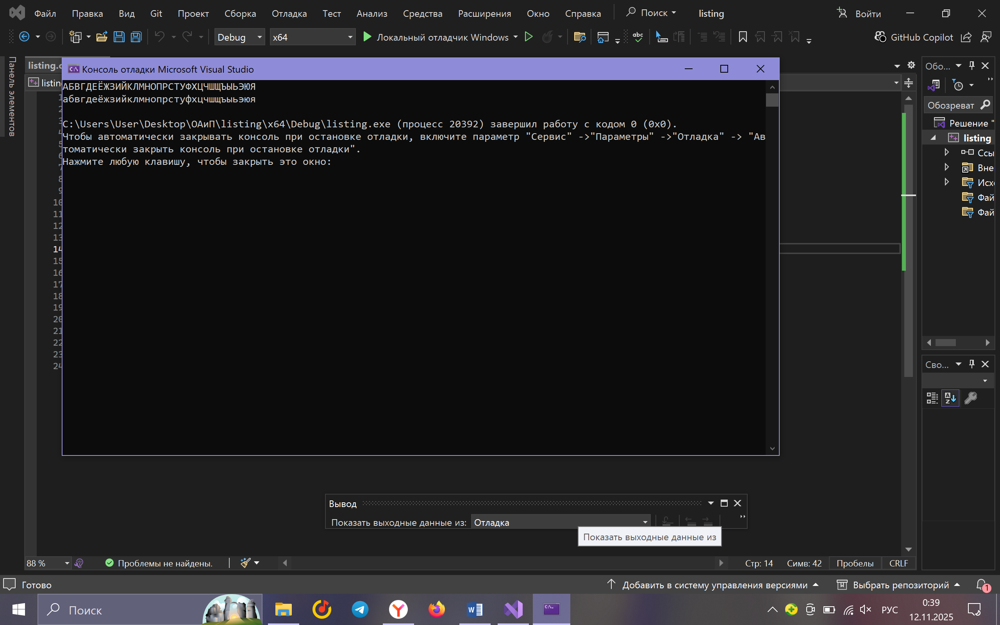 Файл Правка Вид Git Проект Сборка Отладка Тест Анализ Средства Расширения Окно Справка Поиск listing Войти
Debug x64 Локальный отладчик Windows abc GitHub Copilot
Панель элементов
listing.c
listing
Консоль отладки Microsoft Visual Studio
АБВГДЕЁЖЗИЙКЛМНОПРСТУФХЦЧШЩЪЫЬЭЮЯ
абвгдеёжзийклмнопрстуфхцчшщъыьэюя
C:\Users\User\Desktop\ОАиП\listing\x64\Debug\listing.exe (процесс 20392) завершил работу с кодом 0 (0x0).
Чтобы автоматически закрывать консоль при остановке отладки, включите параметр "Сервис" ->"Параметры" ->"Отладка" -> "Ав
томатически закрыть консоль при остановке отладки".
Нажмите любую клавишу, чтобы закрыть это окно:
1
2
3
4
5
6
7
8
9
10
11
12
13
14
15
16
17
18
19
20
21
22
23
24
Обо...
Обозреват
Решение "
listing
Ссы
Вне
Исх
Фай
Фай
Сво...
Вывод
Показать выходные данные из: Отладка
Показать выходные данные из
88 % Проблемы не найдены. Стр: 14 Симв: 42 Пробелы CRLF
Готово Добавить в систему управления версиями Выбрать репозиторий 1
Поиск РУС 0:39
12.11.2025